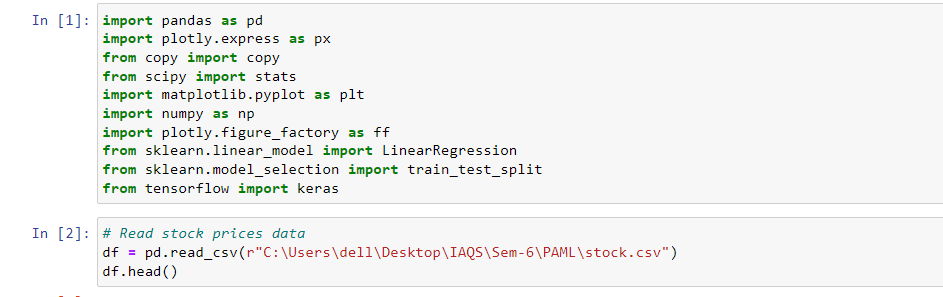 In [1]: import pandas as pd
import plotly.express as px
from copy import copy
from scipy import stats
import matplotlib.pyplot as plt
import numpy as np
import plotly.figure_factory as ff
from sklearn.linear_model import LinearRegression
from sklearn.model_selection import train_test_split
from tensorflow import keras
In [2]: # Read stock prices data
df = pd.read_csv(r"C:\Users\dell\Desktop\IAQS\Sem-6\PAML\stock.csv")
df.head()